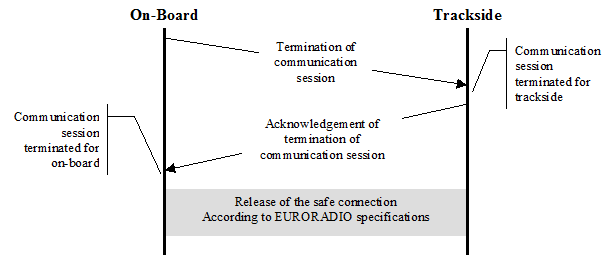 On-Board
Trackside
Termination of
communication
session
Communication
session
terminated for
trackside
Communication
session
terminated for
on-board
Acknowledgement of
termination of
communication session
Release of the safe connection
According to EURORADIO specifications